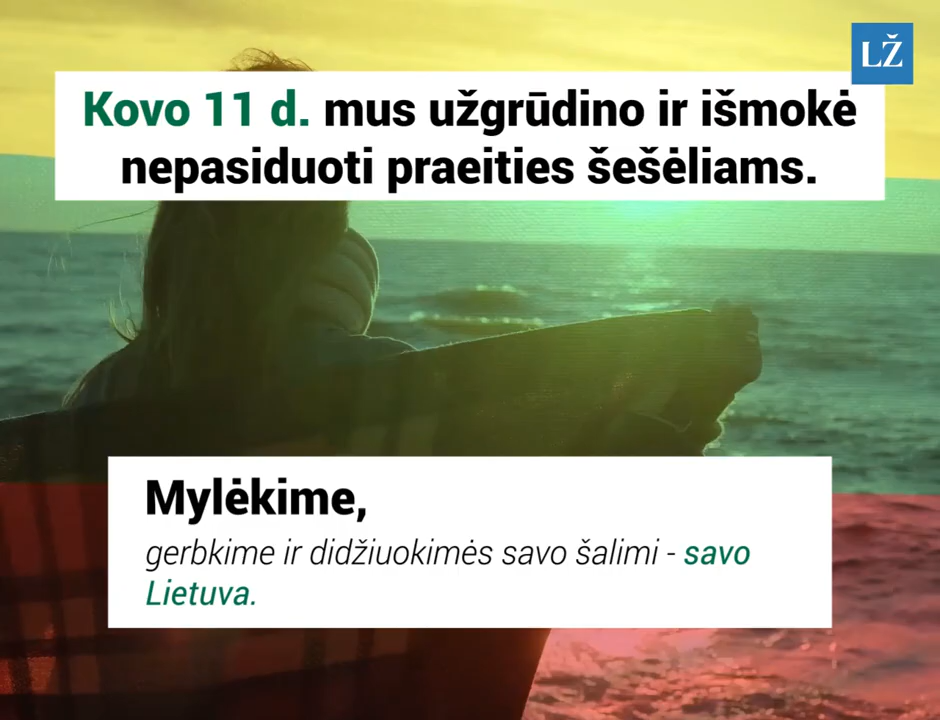 LŽ
Kovo 11 d. mus užgrūdino ir išmokė
nepasiduoti praeities šešėliams.
Mylėkime,
gerbkime ir didžiuokimės savo šalimi - savo
Lietuva.